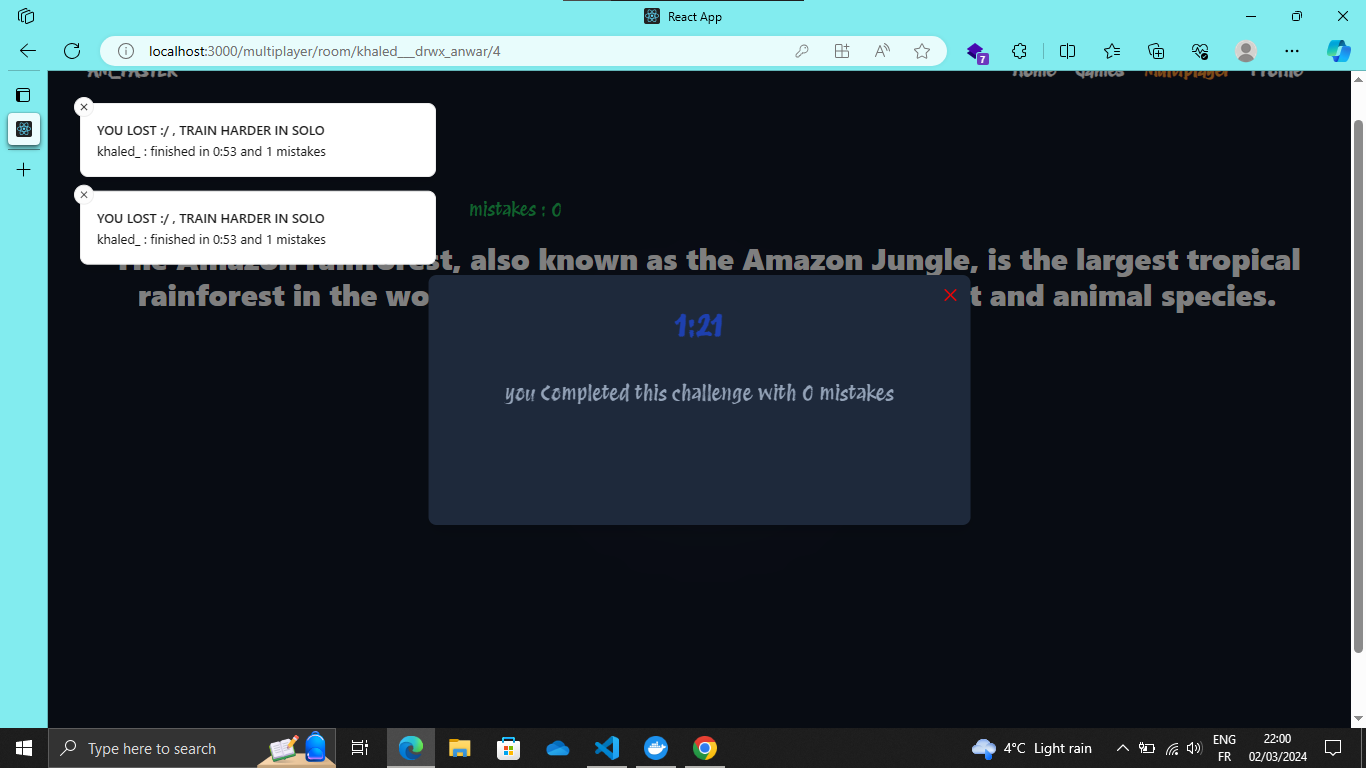 React App
localhost:3000/multiplayer/room/khaled___drwx_anwar/4
7
Home Games Multiplayer Profile
YOU LOST :/ , TRAIN HARDER IN SOLO
khaled_ : finished in 0:53 and 1 mistakes
YOU LOST :/ , TRAIN HARDER IN SOLO
khaled_ : finished in 0:53 and 1 mistakes
mistakes : 0
The Amazon rainforest, also known as the Amazon Jungle, is the largest tropical
rainforest in the wo t and animal species.
1:21
you Completed this challenge with 0 mistakes
Type here to search
4°C Light rain
ENG
FR
22:00
02/03/2024